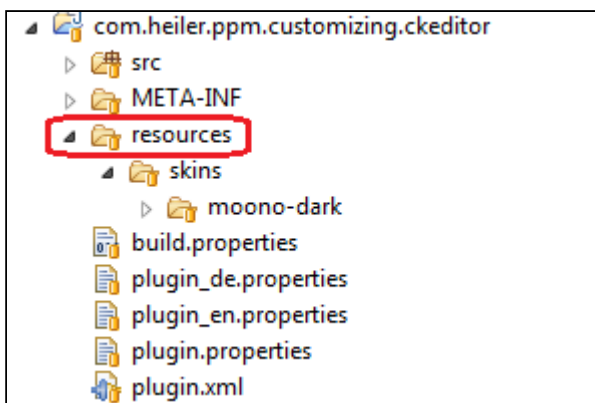 com.heiler.ppm.customizing.ckeditor
src
META-INF
resources
skins
moono-dark
build.properties
plugin_de.properties
plugin_en.properties
plugin.properties
plugin.xml